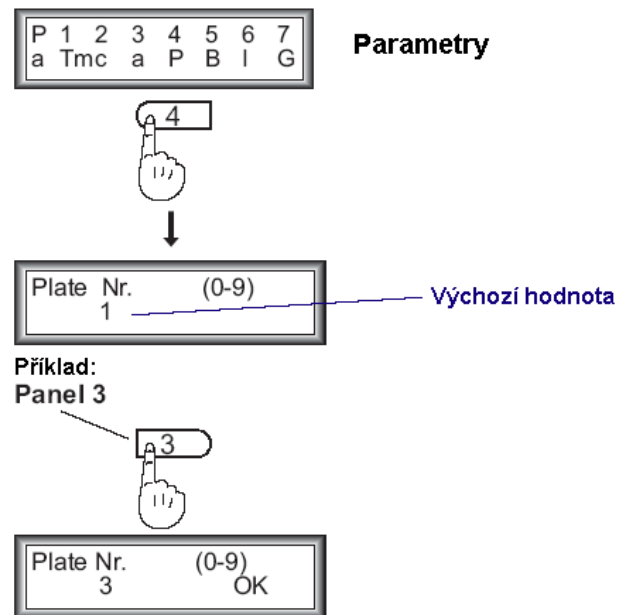 P 1 2 3 4 5 6 7
a Tmc a P B I G
Parametry
4
Plate Nr. (0-9)
1
Výchozí hodnota
Příklad:
Panel 3
3
Plate Nr. (0-9)
3 OK